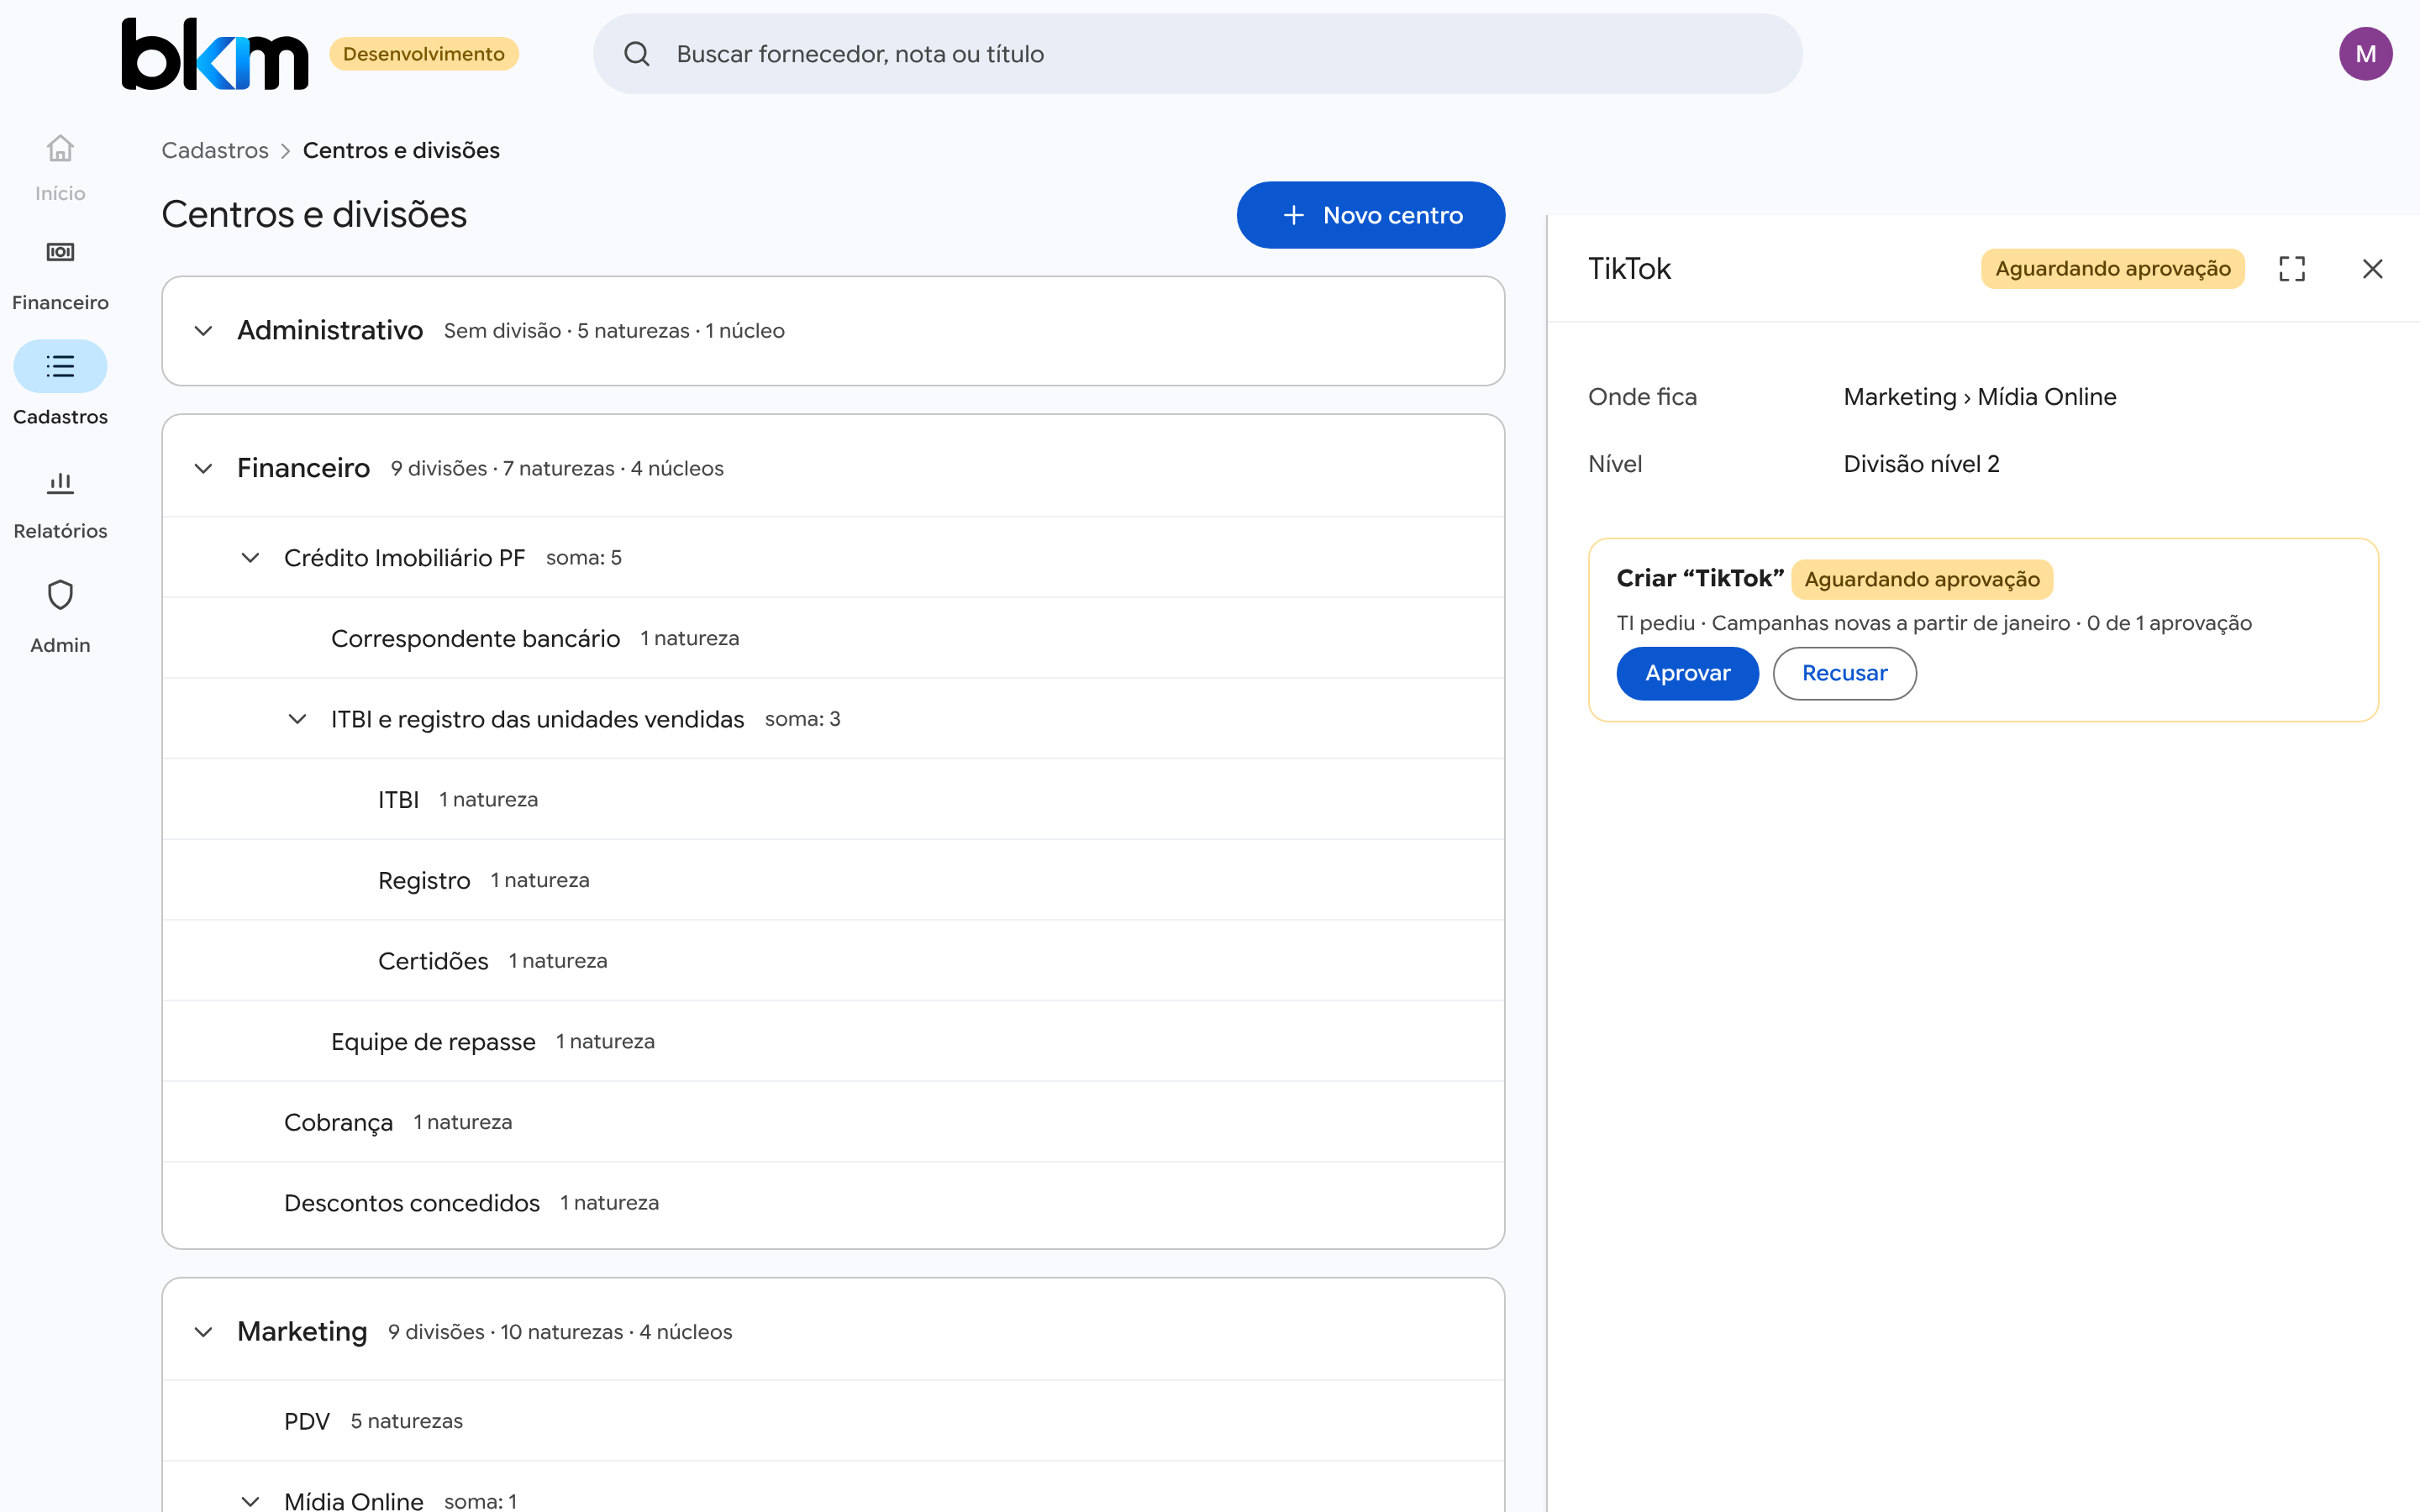 bkm
Desenvolvimento
Buscar fornecedor, nota ou título
M
Início
Financeiro
Cadastros
Relatórios
Admin
Cadastros > Centros e divisões
Centros e divisões
+ Novo centro
Administrativo Sem divisão · 5 naturezas · 1 núcleo
Financeiro 9 divisões · 7 naturezas · 4 núcleos
Crédito Imobiliário PF soma: 5
Correspondente bancário 1 natureza
ITBI e registro das unidades vendidas soma: 3
ITBI 1 natureza
Registro 1 natureza
Certidões 1 natureza
Equipe de repasse 1 natureza
Cobrança 1 natureza
Descontos concedidos 1 natureza
Marketing 9 divisões · 10 naturezas · 4 núcleos
PDV 5 naturezas
Mídia Online soma: 1
TikTok Aguardando aprovação
Onde fica Marketing › Mídia Online
Nível Divisão nível 2
Criar “TikTok” Aguardando aprovação
TI pediu · Campanhas novas a partir de janeiro · 0 de 1 aprovação
Aprovar Recusar